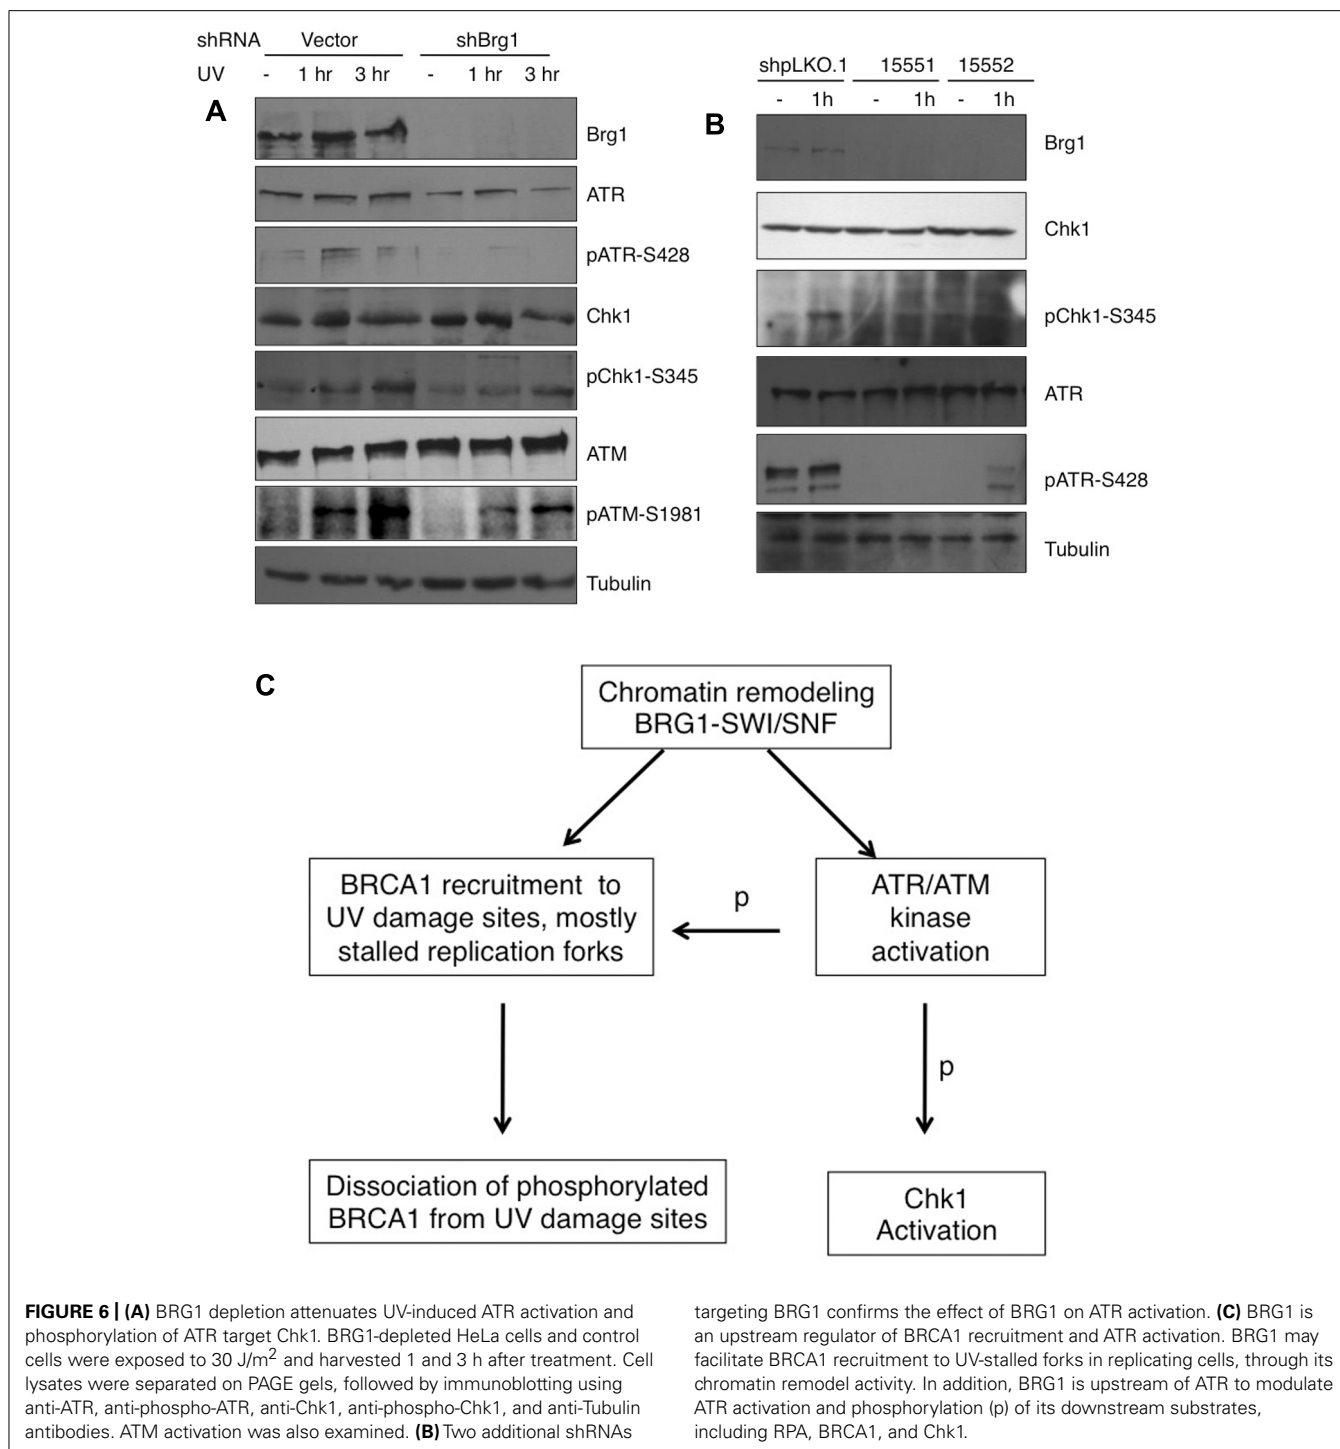 shRNA Vector shBrg1
UV - 1 hr 3 hr - 1 hr 3 hr
A
Brg1
ATR
pATR-S428
Chk1
pChk1-S345
ATM
pATM-S1981
Tubulin
shpLKO.1 15551 15552
- 1h - 1h - 1h
B
Brg1
Chk1
pChk1-S345
ATR
pATR-S428
Tubulin
C
Chromatin remodeling
BRG1-SWI/SNF
BRCA1 recruitment to
UV damage sites, mostly
stalled replication forks
p
ATR/ATM
kinase
activation
p
Dissociation of phosphorylated
BRCA1 from UV damage sites
Chk1
Activation
FIGURE 6 | (A) BRG1 depletion attenuates UV-induced ATR activation and
phosphorylation of ATR target Chk1. BRG1-depleted HeLa cells and control
cells were exposed to 30 J/m² and harvested 1 and 3 h after treatment. Cell
lysates were separated on PAGE gels, followed by immunoblotting using
anti-ATR, anti-phospho-ATR, anti-Chk1, anti-phospho-Chk1, and anti-Tubulin
antibodies. ATM activation was also examined. (B) Two additional shRNAs
targeting BRG1 confirms the effect of BRG1 on ATR activation. (C) BRG1 is
an upstream regulator of BRCA1 recruitment and ATR activation. BRG1 may
facilitate BRCA1 recruitment to UV-stalled forks in replicating cells, through its
chromatin remodel activity. In addition, BRG1 is upstream of ATR to modulate
ATR activation and phosphorylation (p) of its downstream substrates,
including RPA, BRCA1, and Chk1.